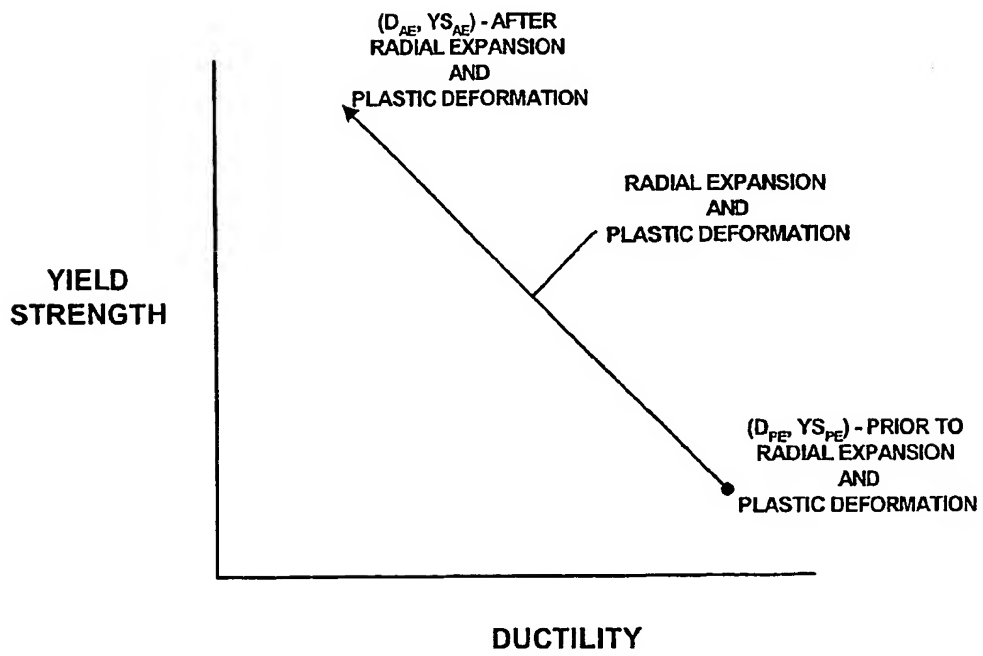 (D_AE, YS_AE) - AFTER
RADIAL EXPANSION
AND
PLASTIC DEFORMATION
RADIAL EXPANSION
AND
PLASTIC DEFORMATION
YIELD
STRENGTH
(D_PE, YS_PE) - PRIOR TO
RADIAL EXPANSION
AND
PLASTIC DEFORMATION
DUCTILITY